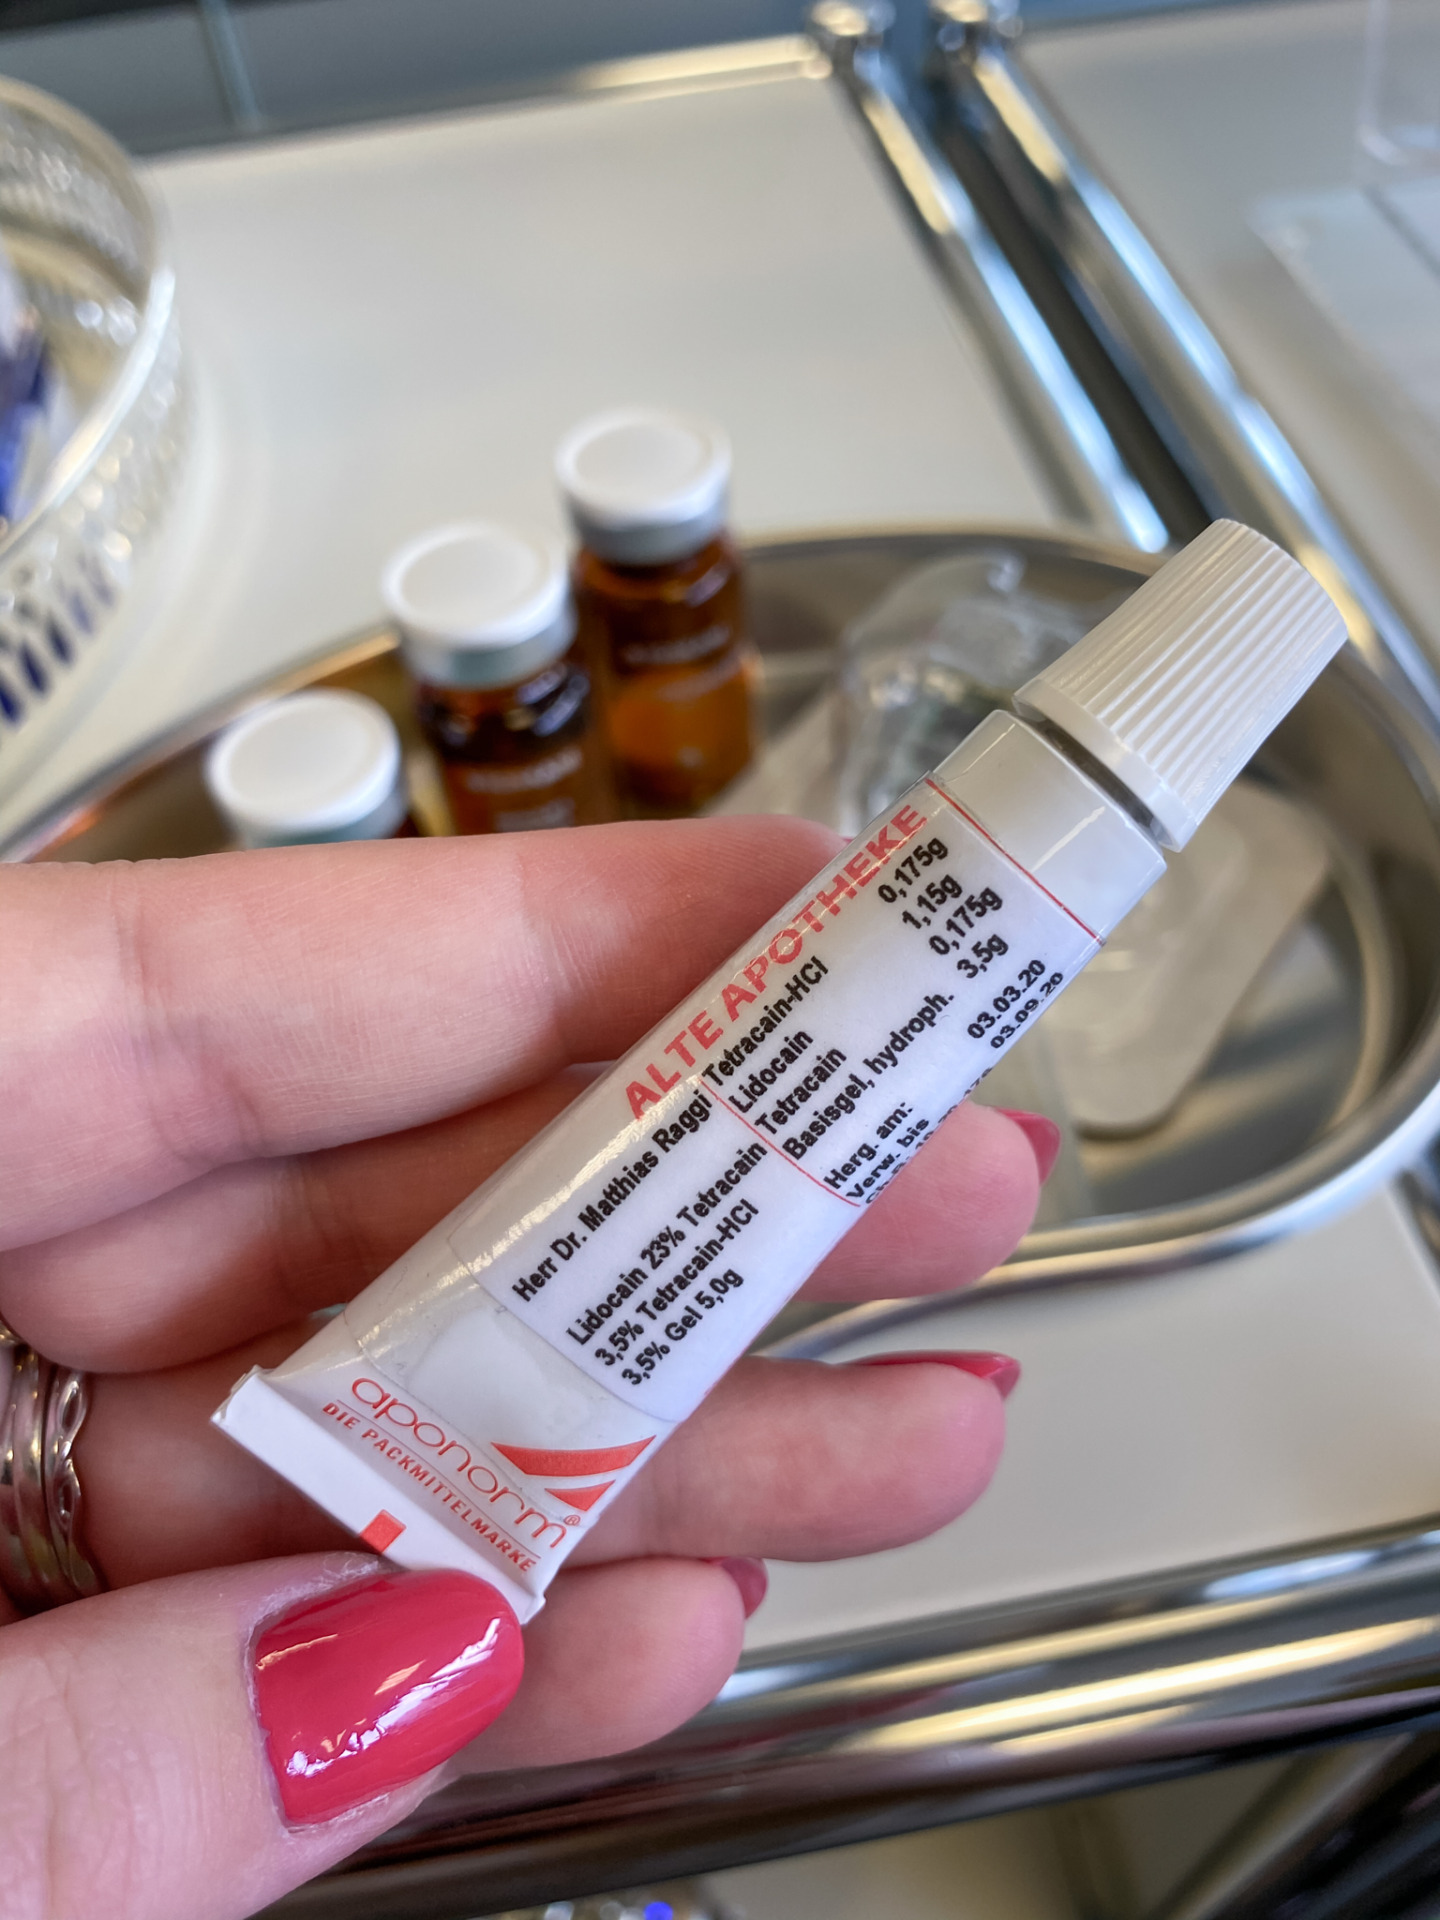 ALTE APOTHEKE
Herr Dr. Matthias Raggi
Lidocain 23% Tetracain
3,5% Tetracain-HCl
3,5% Gel 5,0g
Tetracain-HCl 0,175g
Lidocain 1,15g
Tetracain 0,175g
Basisgel, hydroph. 3,5g
Herg. am: 03.03.20
Verw. bis 03.09.20
aponorm®
DIE PACKMITTELMARKE